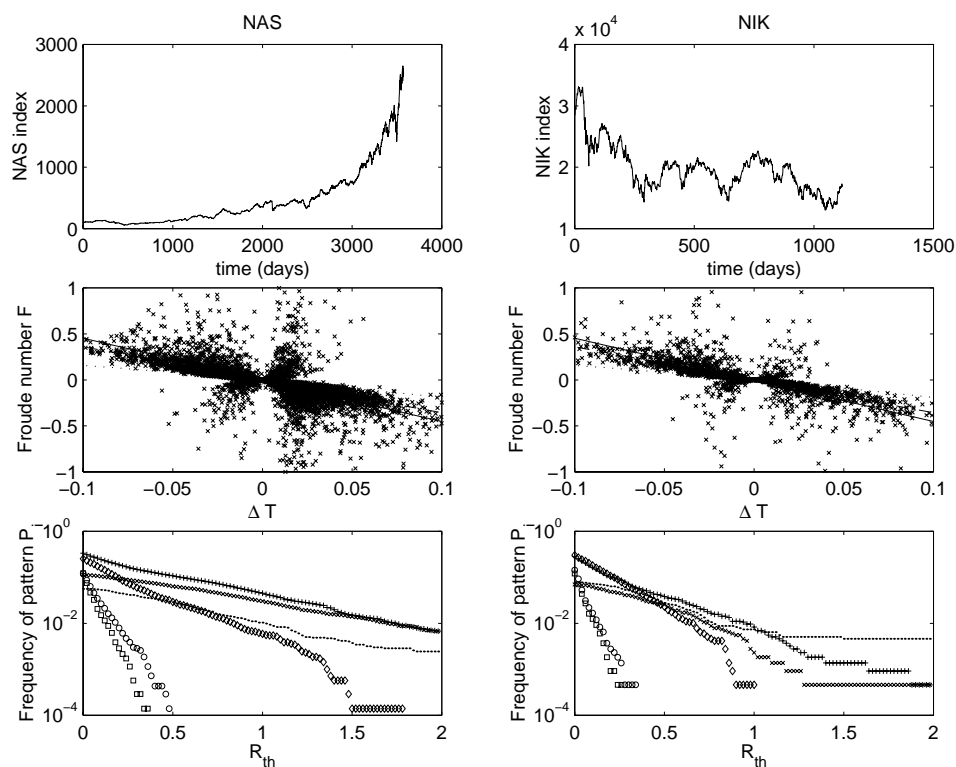 NAS
NIK
x 10^4
3000
2000
1000
0
NAS index
0 1000 2000 3000 4000
time (days)
4
3
2
1
NIK index
0 500 1000 1500
time (days)
1
0.5
0
−0.5
−1
Froude number F
−0.1 −0.05 0 0.05 0.1
Δ T
1
0.5
0
−0.5
−1
Froude number F
−0.1 −0.05 0 0.05 0.1
Δ T
10^0
10^−2
10^−4
Frequency of pattern P
0 0.5 1 1.5 2
R_th
10^0
10^−2
10^−4
Frequency of pattern P
0 0.5 1 1.5 2
R_th